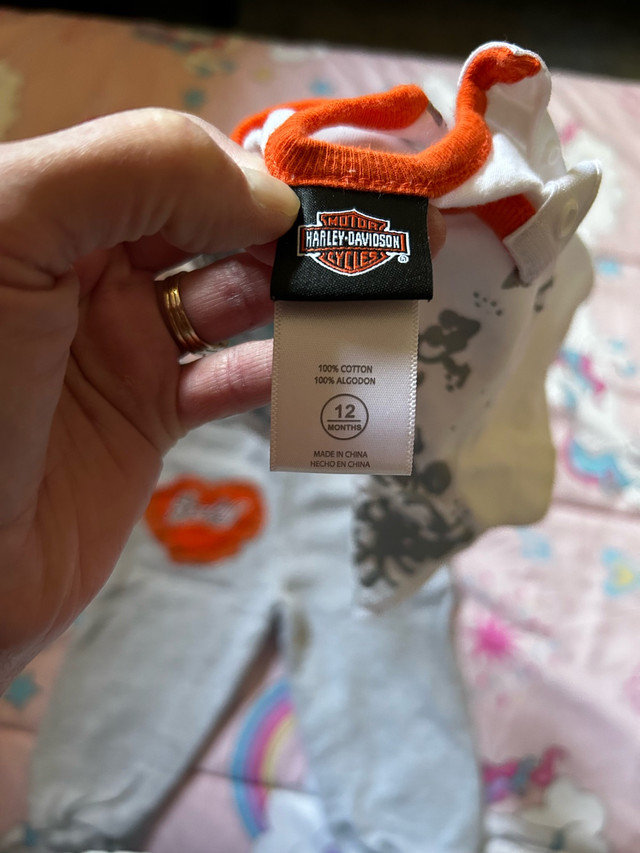 MOTOR
HARLEY-DAVIDSON
CYCLES
®
100% COTTON
100% ALGODON
12
MONTHS
MADE IN CHINA
HECHO EN CHINA